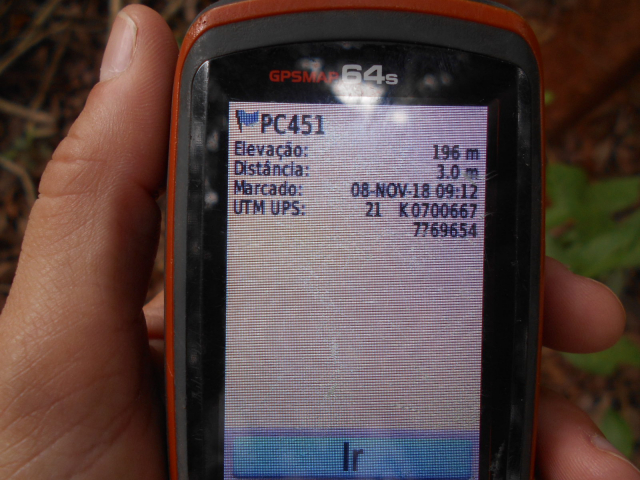 GPSMAP 64s
PC451
Elevação: 196 m
Distância: 3.0 m
Marcado: 08-NOV-18 09:12
UTM UPS: 21 K 0700667
7769654
Ir